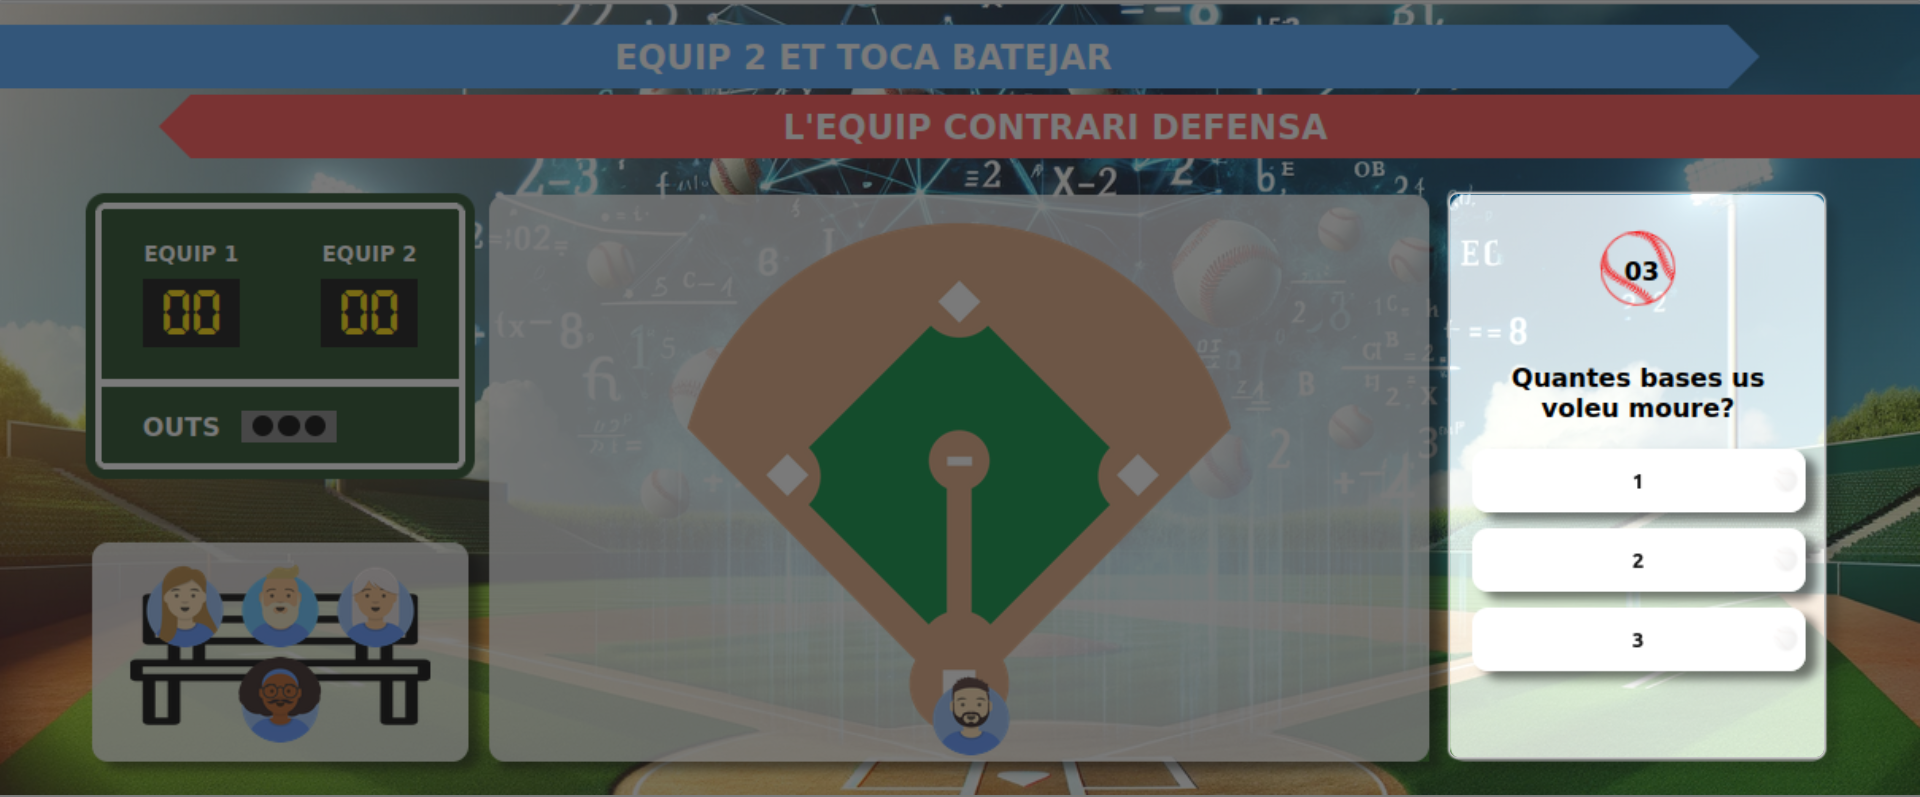 EQUIP 2 ET TOCA BATEJAR
L'EQUIP CONTRARI DEFENSA
EQUIP 1 EQUIP 2
00 00
OUTS
03
Quantes bases us
voleu moure?
1
2
3